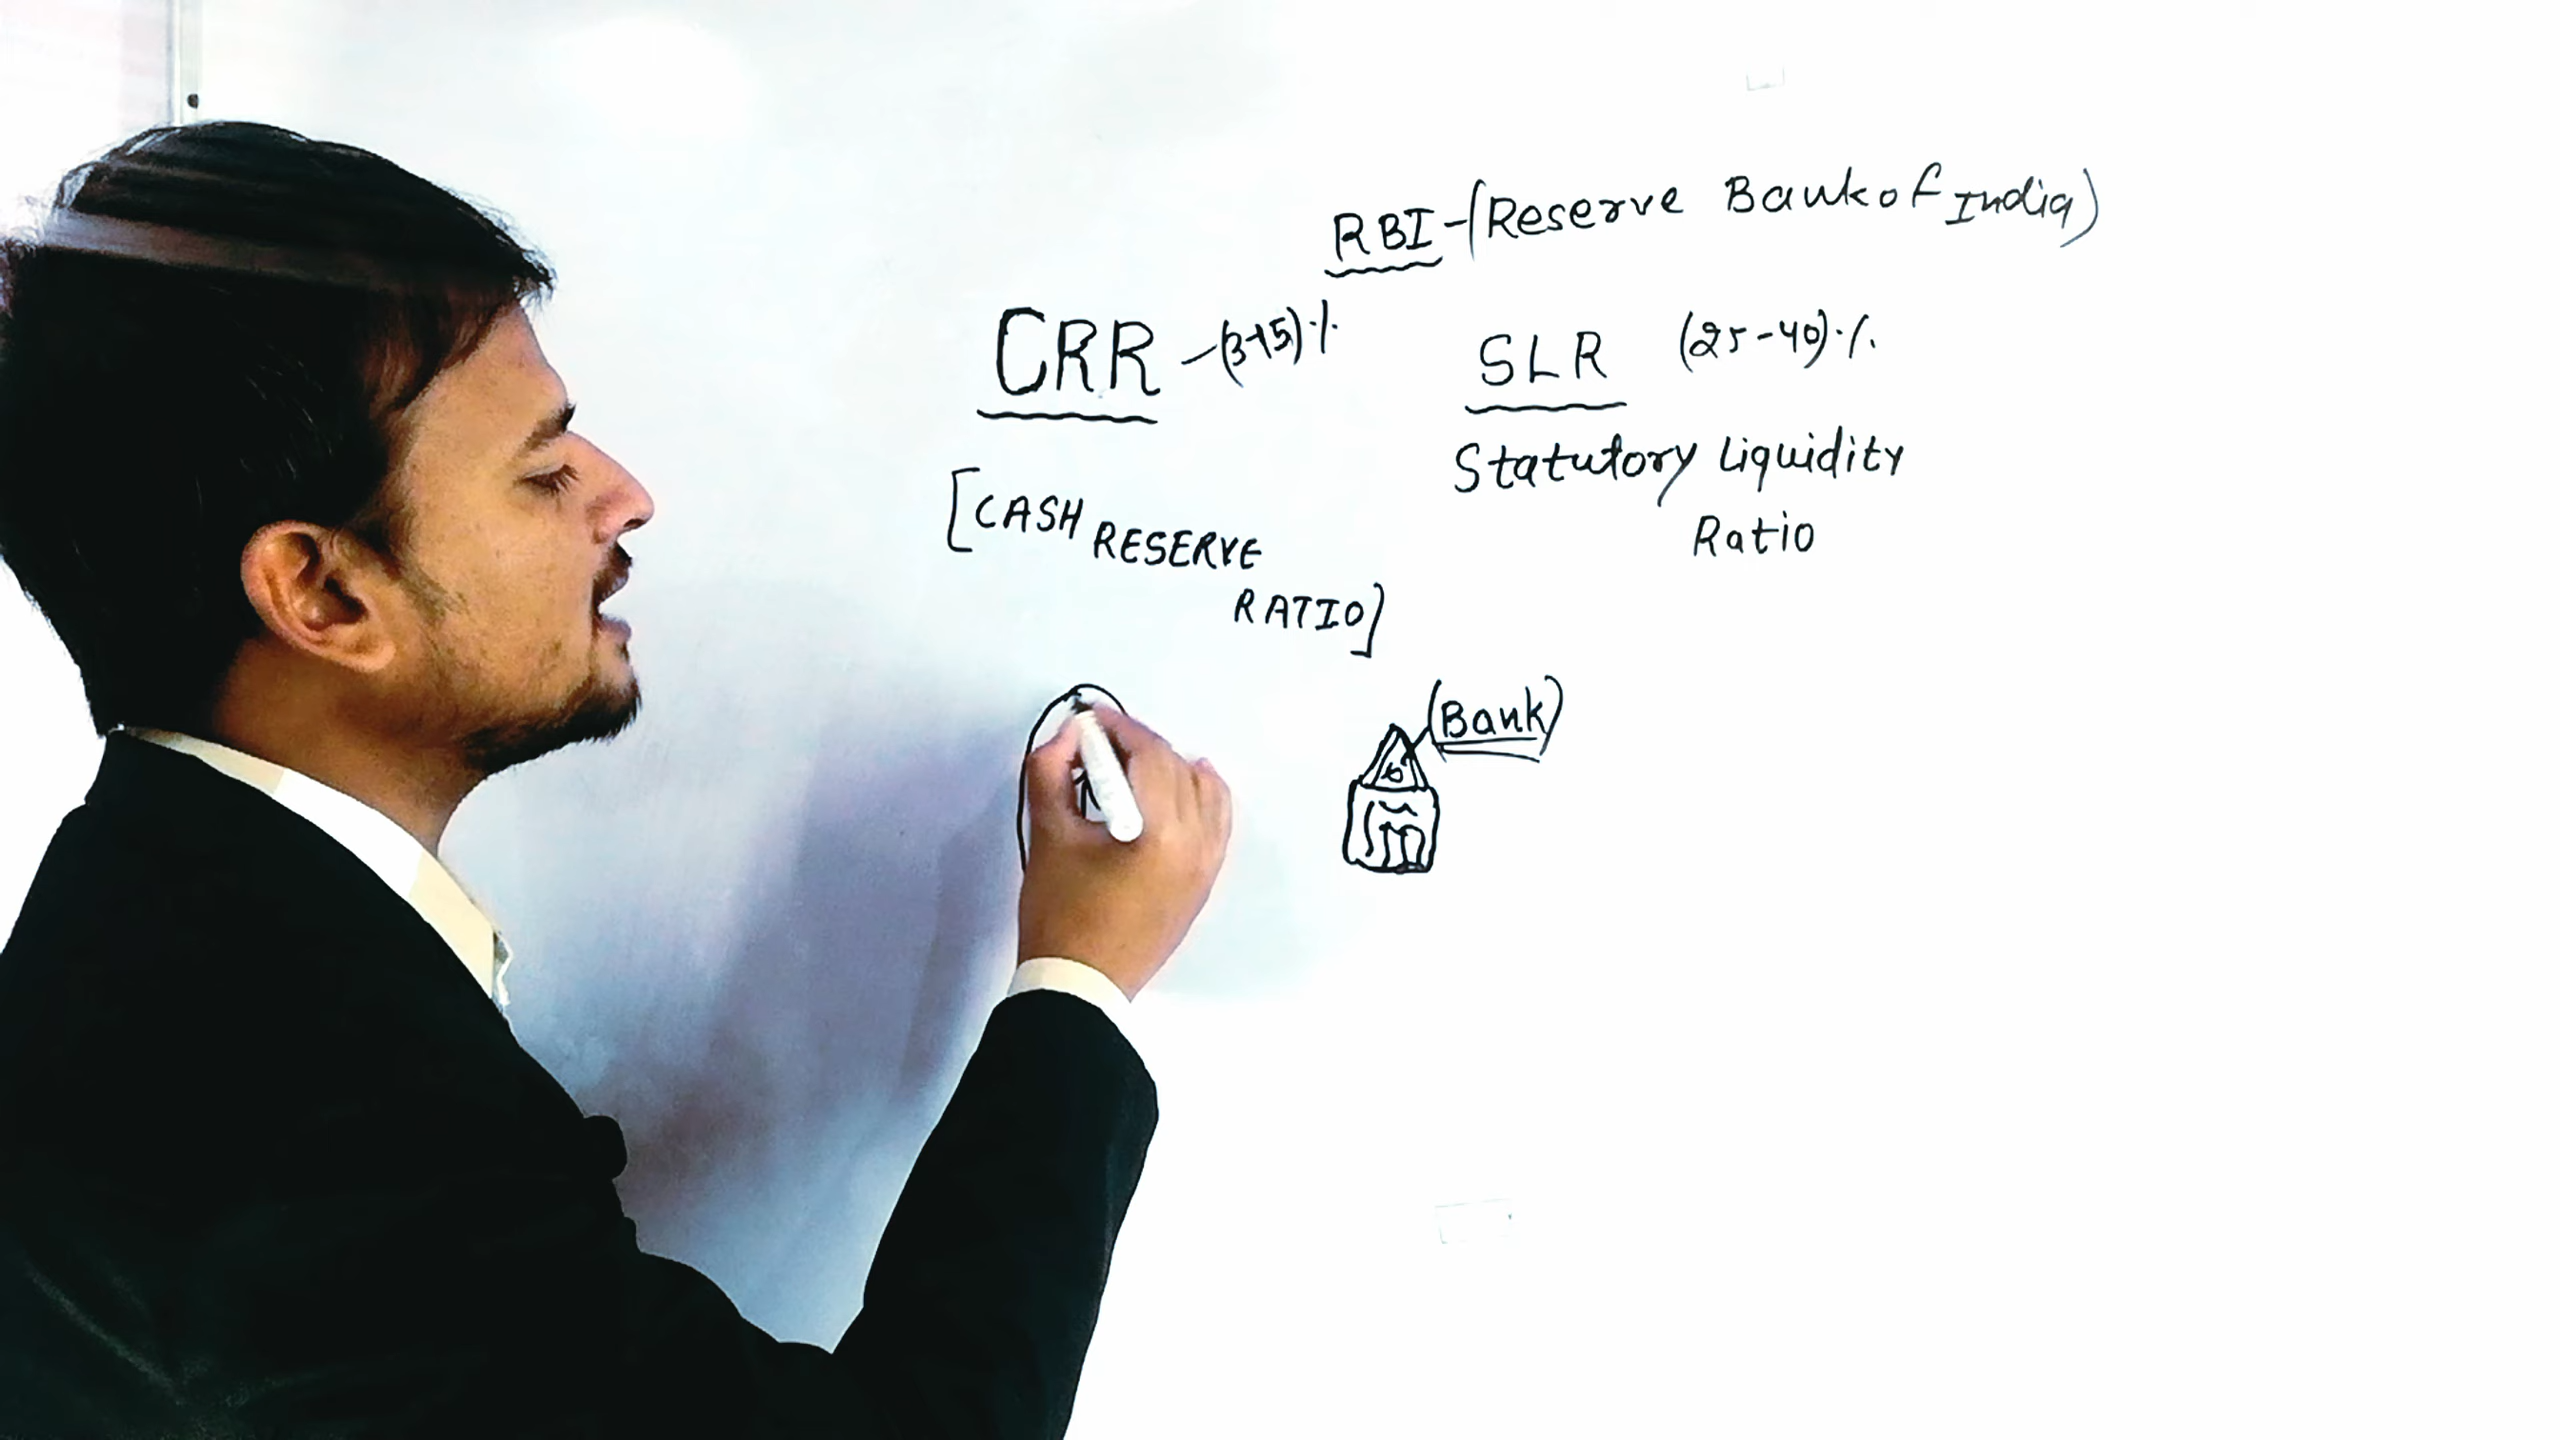 RBI-(Reserve Bank of India)
CRR - (3-15)%
[CASH RESERVE
RATIO]
SLR (25-40)%
Statutory Liquidity
Ratio
(Bank)